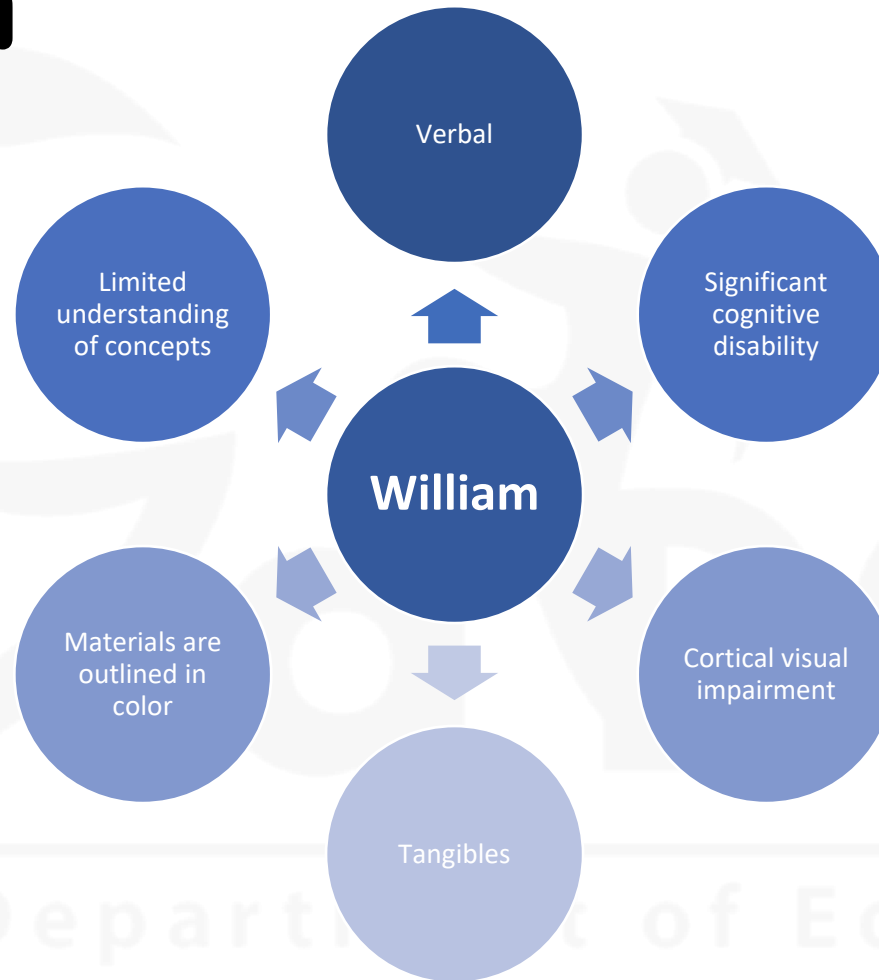 Verbal
Significant
cognitive
disability
Cortical visual
impairment
Tangibles
Materials are
outlined in
color
Limited
understanding
of concepts
William